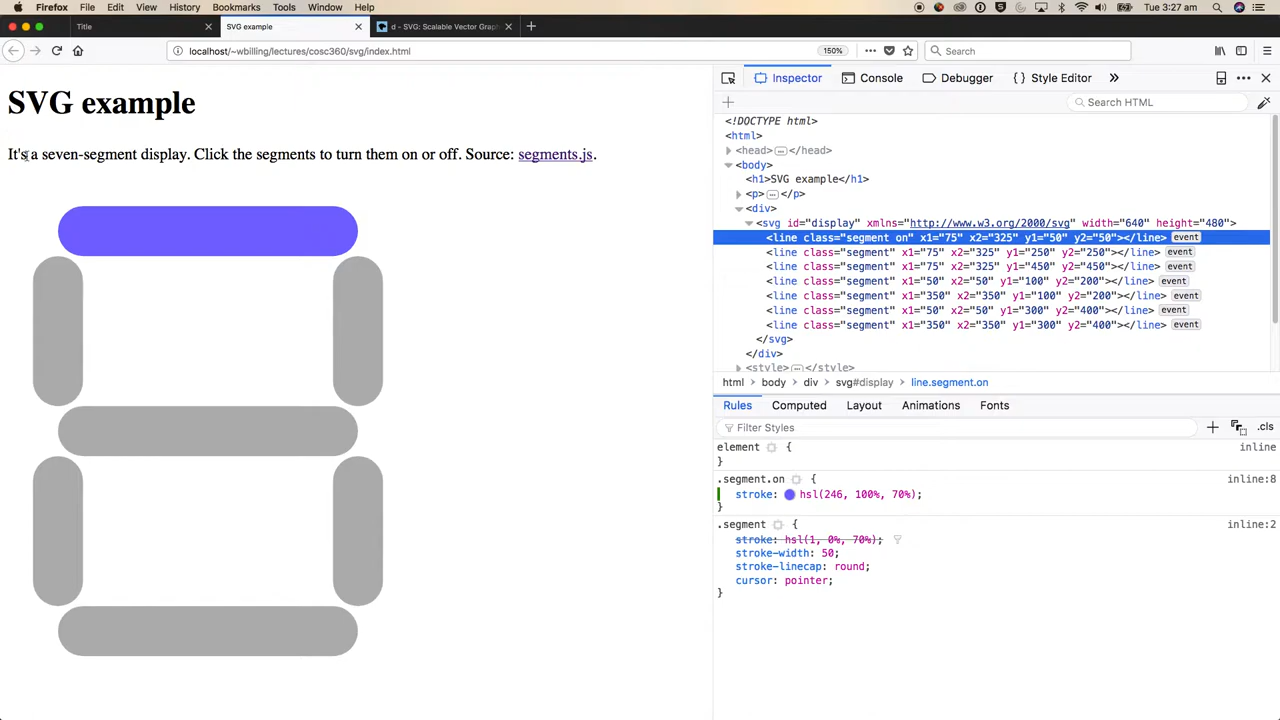 Firefox File Edit View History Bookmarks Tools Window Help Tue 3:27 am
Title SVG example d - SVG: Scalable Vector Grap
localhost/~wbilling/lectures/cosc360/svg/index.html 150% Search
SVG example
It's a seven-segment display. Click the segments to turn them on or off. Source: segments.js.
Inspector Console Debugger { } Style Editor
Search HTML
<!DOCTYPE html>
<html>
<head> </head>
<body>
<h1>SVG example</h1>
<p> </p>
<div>
<svg id="display" xmlns="http://www.w3.org/2000/svg" width="640" height="480">
<line class="segment on" x1="75" x2="325" y1="50" y2="50"></line> event
<line class="segment" x1="75" x2="325" y1="250" y2="250"></line> event
<line class="segment" x1="75" x2="325" y1="450" y2="450"></line> event
<line class="segment" x1="50" x2="50" y1="100" y2="200"></line> event
<line class="segment" x1="350" x2="350" y1="100" y2="200"></line> event
<line class="segment" x1="50" x2="50" y1="300" y2="400"></line> event
<line class="segment" x1="350" x2="350" y1="300" y2="400"></line> event
</svg>
</div>
<style> </style>
html body div svg#display line.segment.on
Rules Computed Layout Animations Fonts
Filter Styles .cls
element { inline
}
.segment.on { inline:8
stroke: hsl(246, 100%, 70%);
}
.segment { inline:2
stroke: hsl(1, 0%, 70%);
stroke-width: 50;
stroke-linecap: round;
cursor: pointer;
}